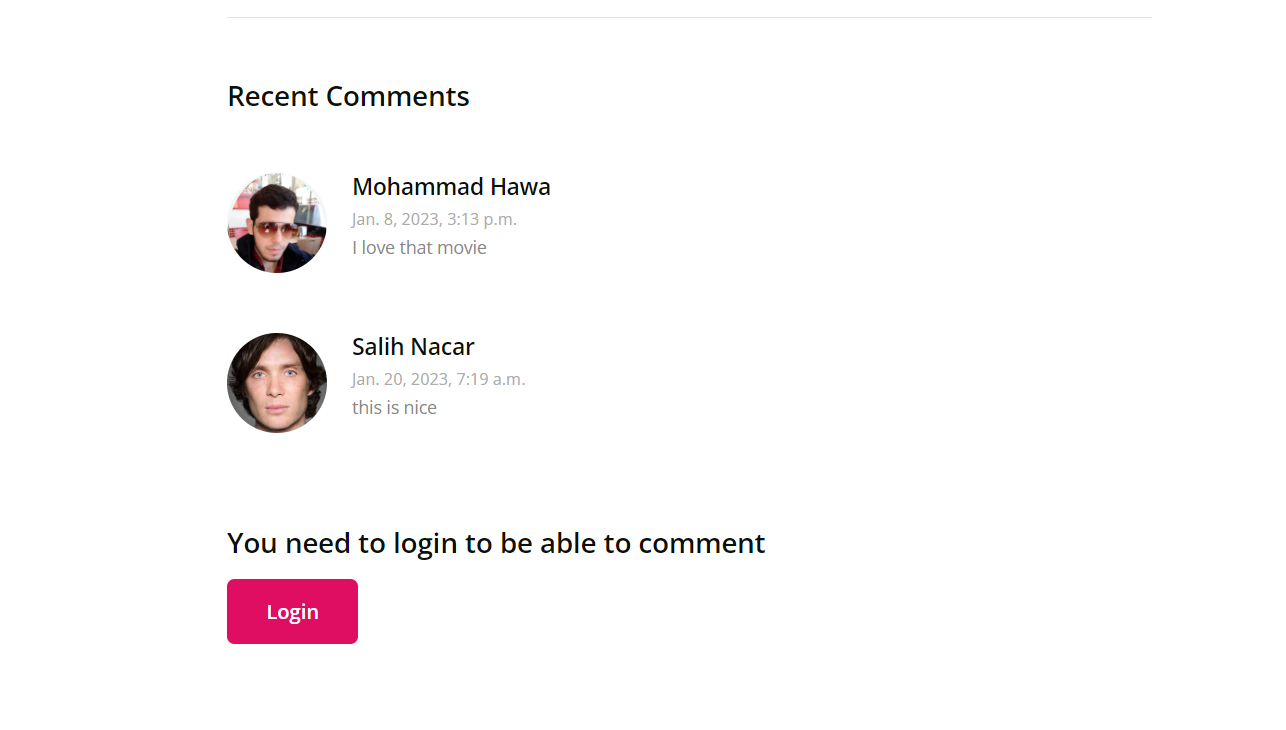 Recent Comments
Mohammad Hawa
Jan. 8, 2023, 3:13 p.m.
I love that movie
Salih Nacar
Jan. 20, 2023, 7:19 a.m.
this is nice
You need to login to be able to comment
Login